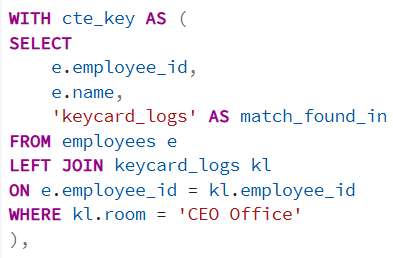 WITH cte_key AS (
SELECT
    e.employee_id,
    e.name,
    'keycard_logs' AS match_found_in
FROM employees e
LEFT JOIN keycard_logs kl
ON e.employee_id = kl.employee_id
WHERE kl.room = 'CEO Office'
),